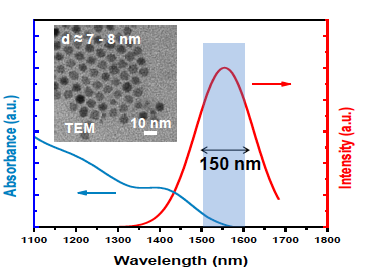 d ≈ 7 - 8 nm
TEM
10 nm
150 nm
Absorbance (a.u.)
Intensity (a.u.)
1100 1200 1300 1400 1500 1600 1700 1800
Wavelength (nm)